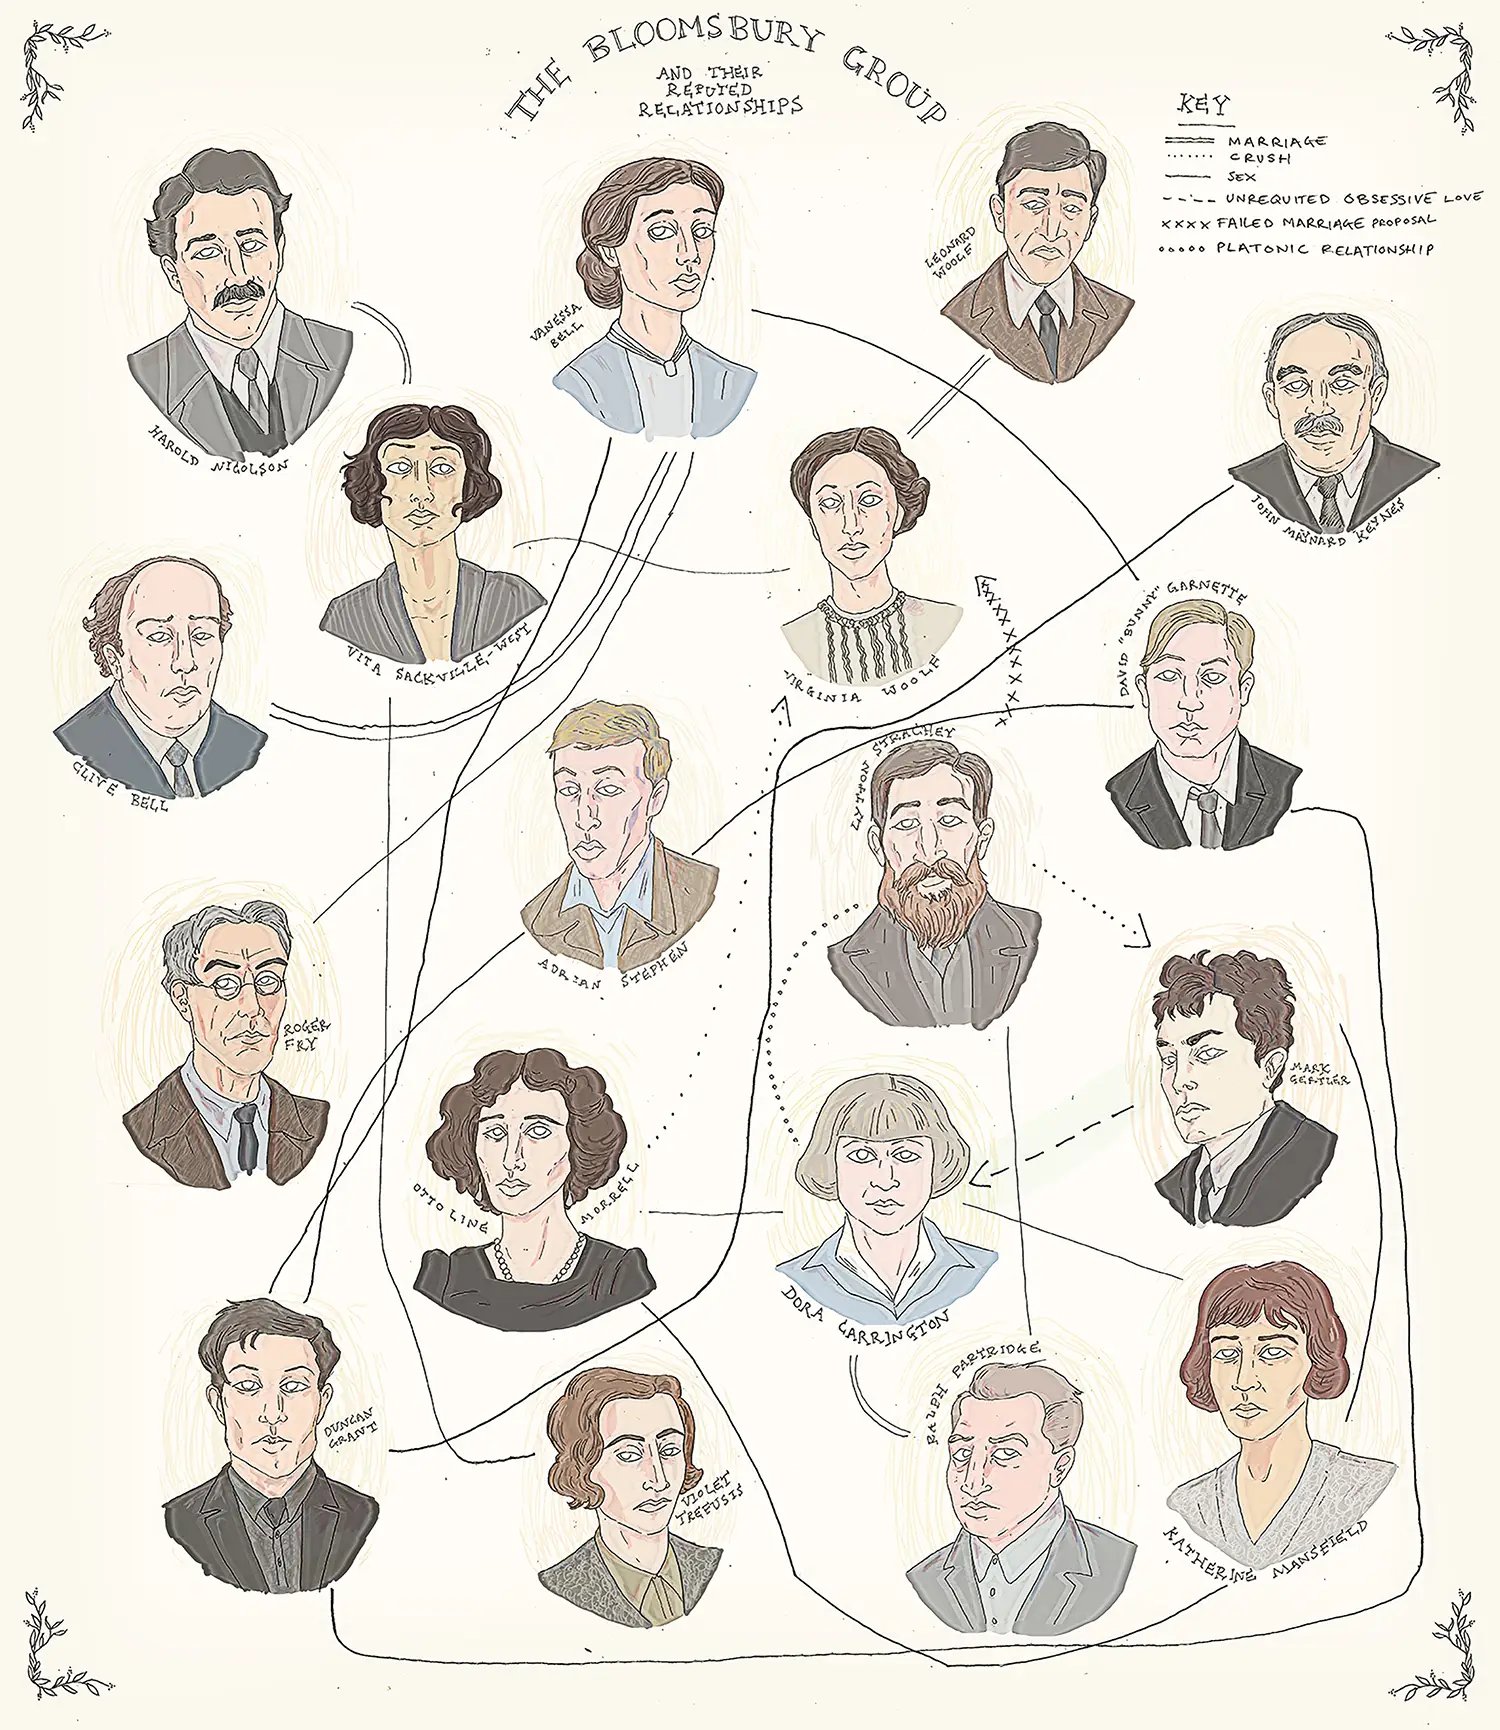 THE BLOOMSBURY GROUP
AND THEIR
REPUTED
RELATIONSHIPS
KEY
MARRIAGE
CRUSH
SEX
UNREQUITED OBSESSIVE LOVE
XXXX FAILED MARRIAGE PROPOSAL
PLATONIC RELATIONSHIP
HAROLD NICOLSON
VANESSA
BELL
LEONARD
WOOLF
JOHN MAYNARD KEYNES
VITA SACKVILLE-WEST
VIRGINIA WOOLF
DAVID "BUNNY" GARNETTE
CLIVE BELL
ADRIAN STEPHEN
LYTTON STRACHEY
ROGER
FRY
MARK
GERTLER
OTTOLINE MORRELL
DORA CARRINGTON
DUNCAN
GRANT
VIOLET
TREFUSIS
RALPH PARTRIDGE
KATHERINE MANSFIELD